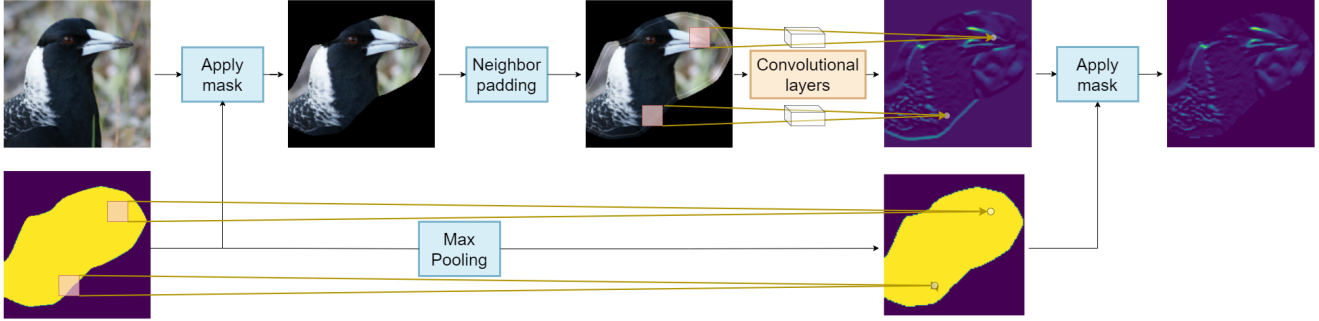 Apply
mask
Neighbor
padding
Convolutional
layers
Apply
mask
Max
Pooling